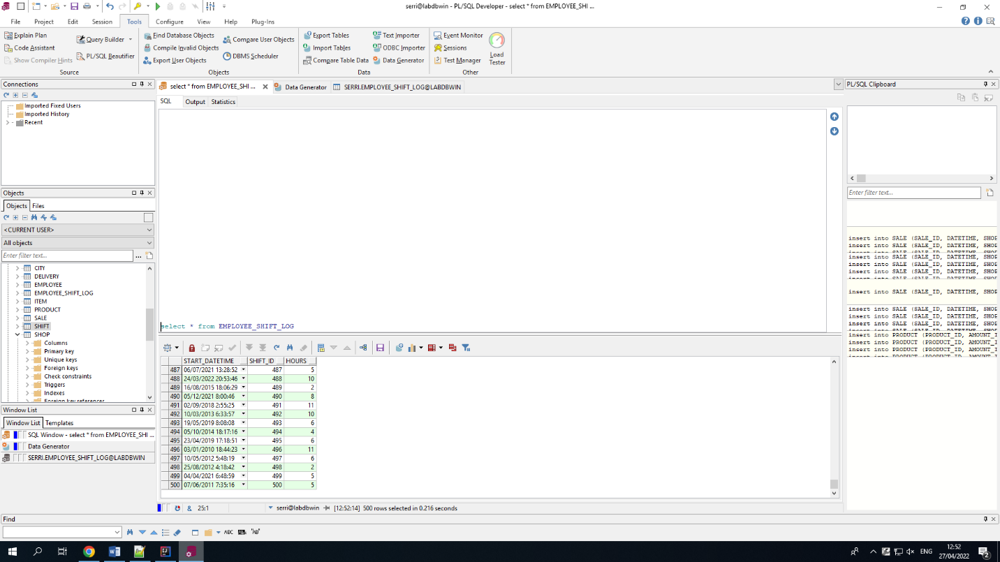 serri@labdbwin - PL/SQL Developer - select * from EMPLOYEE_SHI ...
File Project Edit Session Tools Configure View Help Plug-Ins
Explain Plan
Code Assistant
Show Compiler Hints
Query Builder
PL/SQL Beautifier
Source
Find Database Objects
Compile Invalid Objects
Export User Objects
Compare User Objects
DBMS Scheduler
Objects
Export Tables
Import Tables
Compare Table Data
Text Importer
ODBC Importer
Data Generator
Data
Event Monitor
Sessions
Test Manager
Load Tester
Other
Connections
Imported Fixed Users
Imported History
Recent
Objects
Objects Files
<CURRENT USER>
All objects
Enter filter text...
CITY
DELIVERY
EMPLOYEE
EMPLOYEE_SHIFT_LOG
ITEM
PRODUCT
SALE
SHIFT
SHOP
Columns
Primary key
Unique keys
Foreign keys
Check constraints
Triggers
Indexes
Foreign key references
Window List
Window List Templates
SQL Window - select * from EMPLOYEE_SHI ...
Data Generator
SERRI.EMPLOYEE_SHIFT_LOG@LABDBWIN
select * from EMPLOYEE_SHI ... Data Generator SERRI.EMPLOYEE_SHIFT_LOG@LABDBWIN
SQL Output Statistics
select * from EMPLOYEE_SHIFT_LOG
START_DATETIME SHIFT_ID HOURS
487 06/07/2021 13:28:52 487 5
488 24/03/2022 20:53:46 488 10
489 16/08/2015 18:06:29 489 2
490 05/12/2021 8:00:46 490 8
491 02/09/2018 2:55:25 491 11
492 10/03/2013 6:33:57 492 10
493 19/05/2019 8:08:08 493 6
494 05/10/2014 18:17:16 494 4
495 23/04/2019 17:18:51 495 6
496 03/01/2010 18:44:23 496 11
497 10/05/2012 5:48:19 497 6
498 25/08/2012 4:18:42 498 2
499 04/04/2021 6:48:59 499 5
500 07/06/2011 7:35:16 500 5
& 25:1 serri@labdbwin [12:52:14] 500 rows selected in 0.216 seconds
PL/SQL Clipboard
Enter filter text...
insert into SALE (SALE_ID, DATETIME, SHOP
insert into SALE (SALE_ID, DATETIME, SHOP
insert into SALE (SALE_ID, DATETIME, SHOP
insert into SALE (SALE_ID, DATETIME, SHOP
insert into SALE (SALE_ID, DATETIME, SHOP
insert into SALE (SALE_ID, DATETIME, SHOP
insert into SALE (SALE_ID, DATETIME, SHOP
insert into SALE (SALE_ID, DATETIME, SHOP
insert into SALE (SALE_ID, DATETIME, SHOP
insert into SALE (SALE_ID, DATETIME, SHOP
insert into SALE (SALE_ID, DATETIME, SHOP
insert into PRODUCT (PRODUCT_ID, AMOUNT_I
insert into PRODUCT (PRODUCT_ID, AMOUNT_I
insert into PRODUCT (PRODUCT_ID, AMOUNT_I
insert into PRODUCT (PRODUCT_ID, AMOUNT_I
Find
ABC "AB"
ENG
12:52
27/04/2022
2